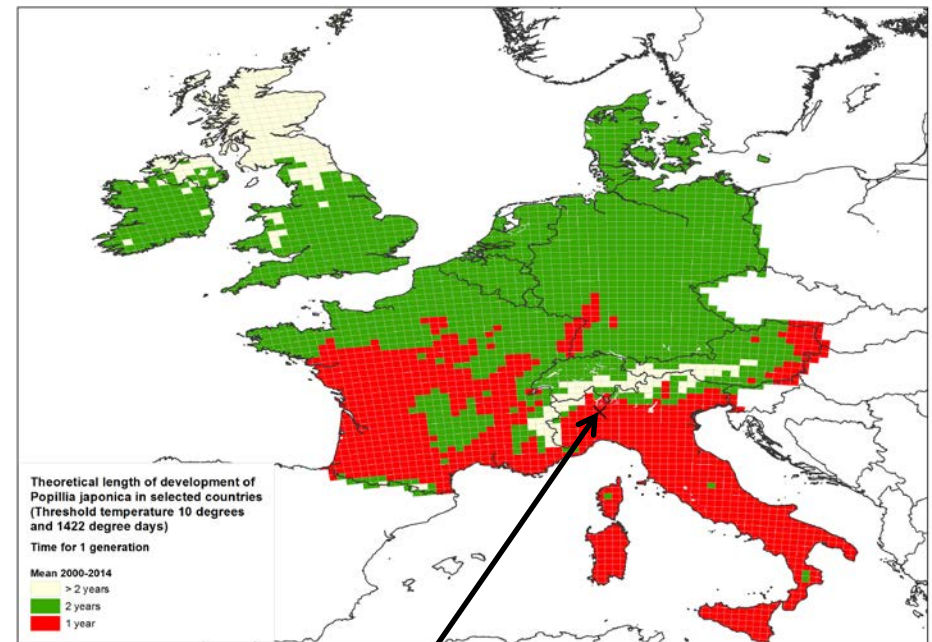 Theoretical length of development of
Popillia japonica in selected countries
(Threshold temperature 10 degrees
and 1422 degree days)
Time for 1 generation
Mean 2000-2014
> 2 years
2 years
1 year